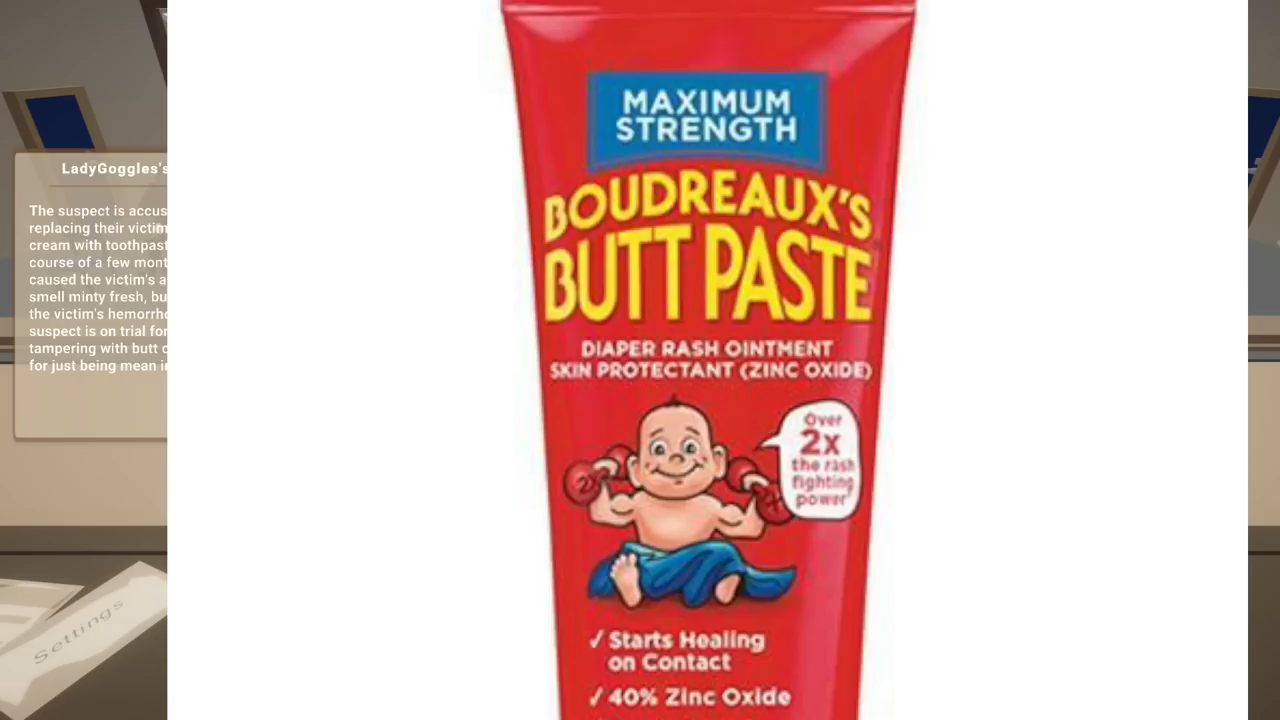 LadyGoggles's
The suspect is accus
replacing their victim
cream with toothpast
course of a few mont
caused the victim's a
smell minty fresh, bu
the victim's hemorrho
suspect is on trial for
tampering with butt c
for just being mean i
Settings
MAXIMUM
STRENGTH
BOUDREAUX'S
BUTT PASTE
DIAPER RASH OINTMENT
SKIN PROTECTANT (ZINC OXIDE)
Over
2x
the rash
fighting
power
2X
✓ Starts Healing
on Contact
✓ 40% Zinc Oxide